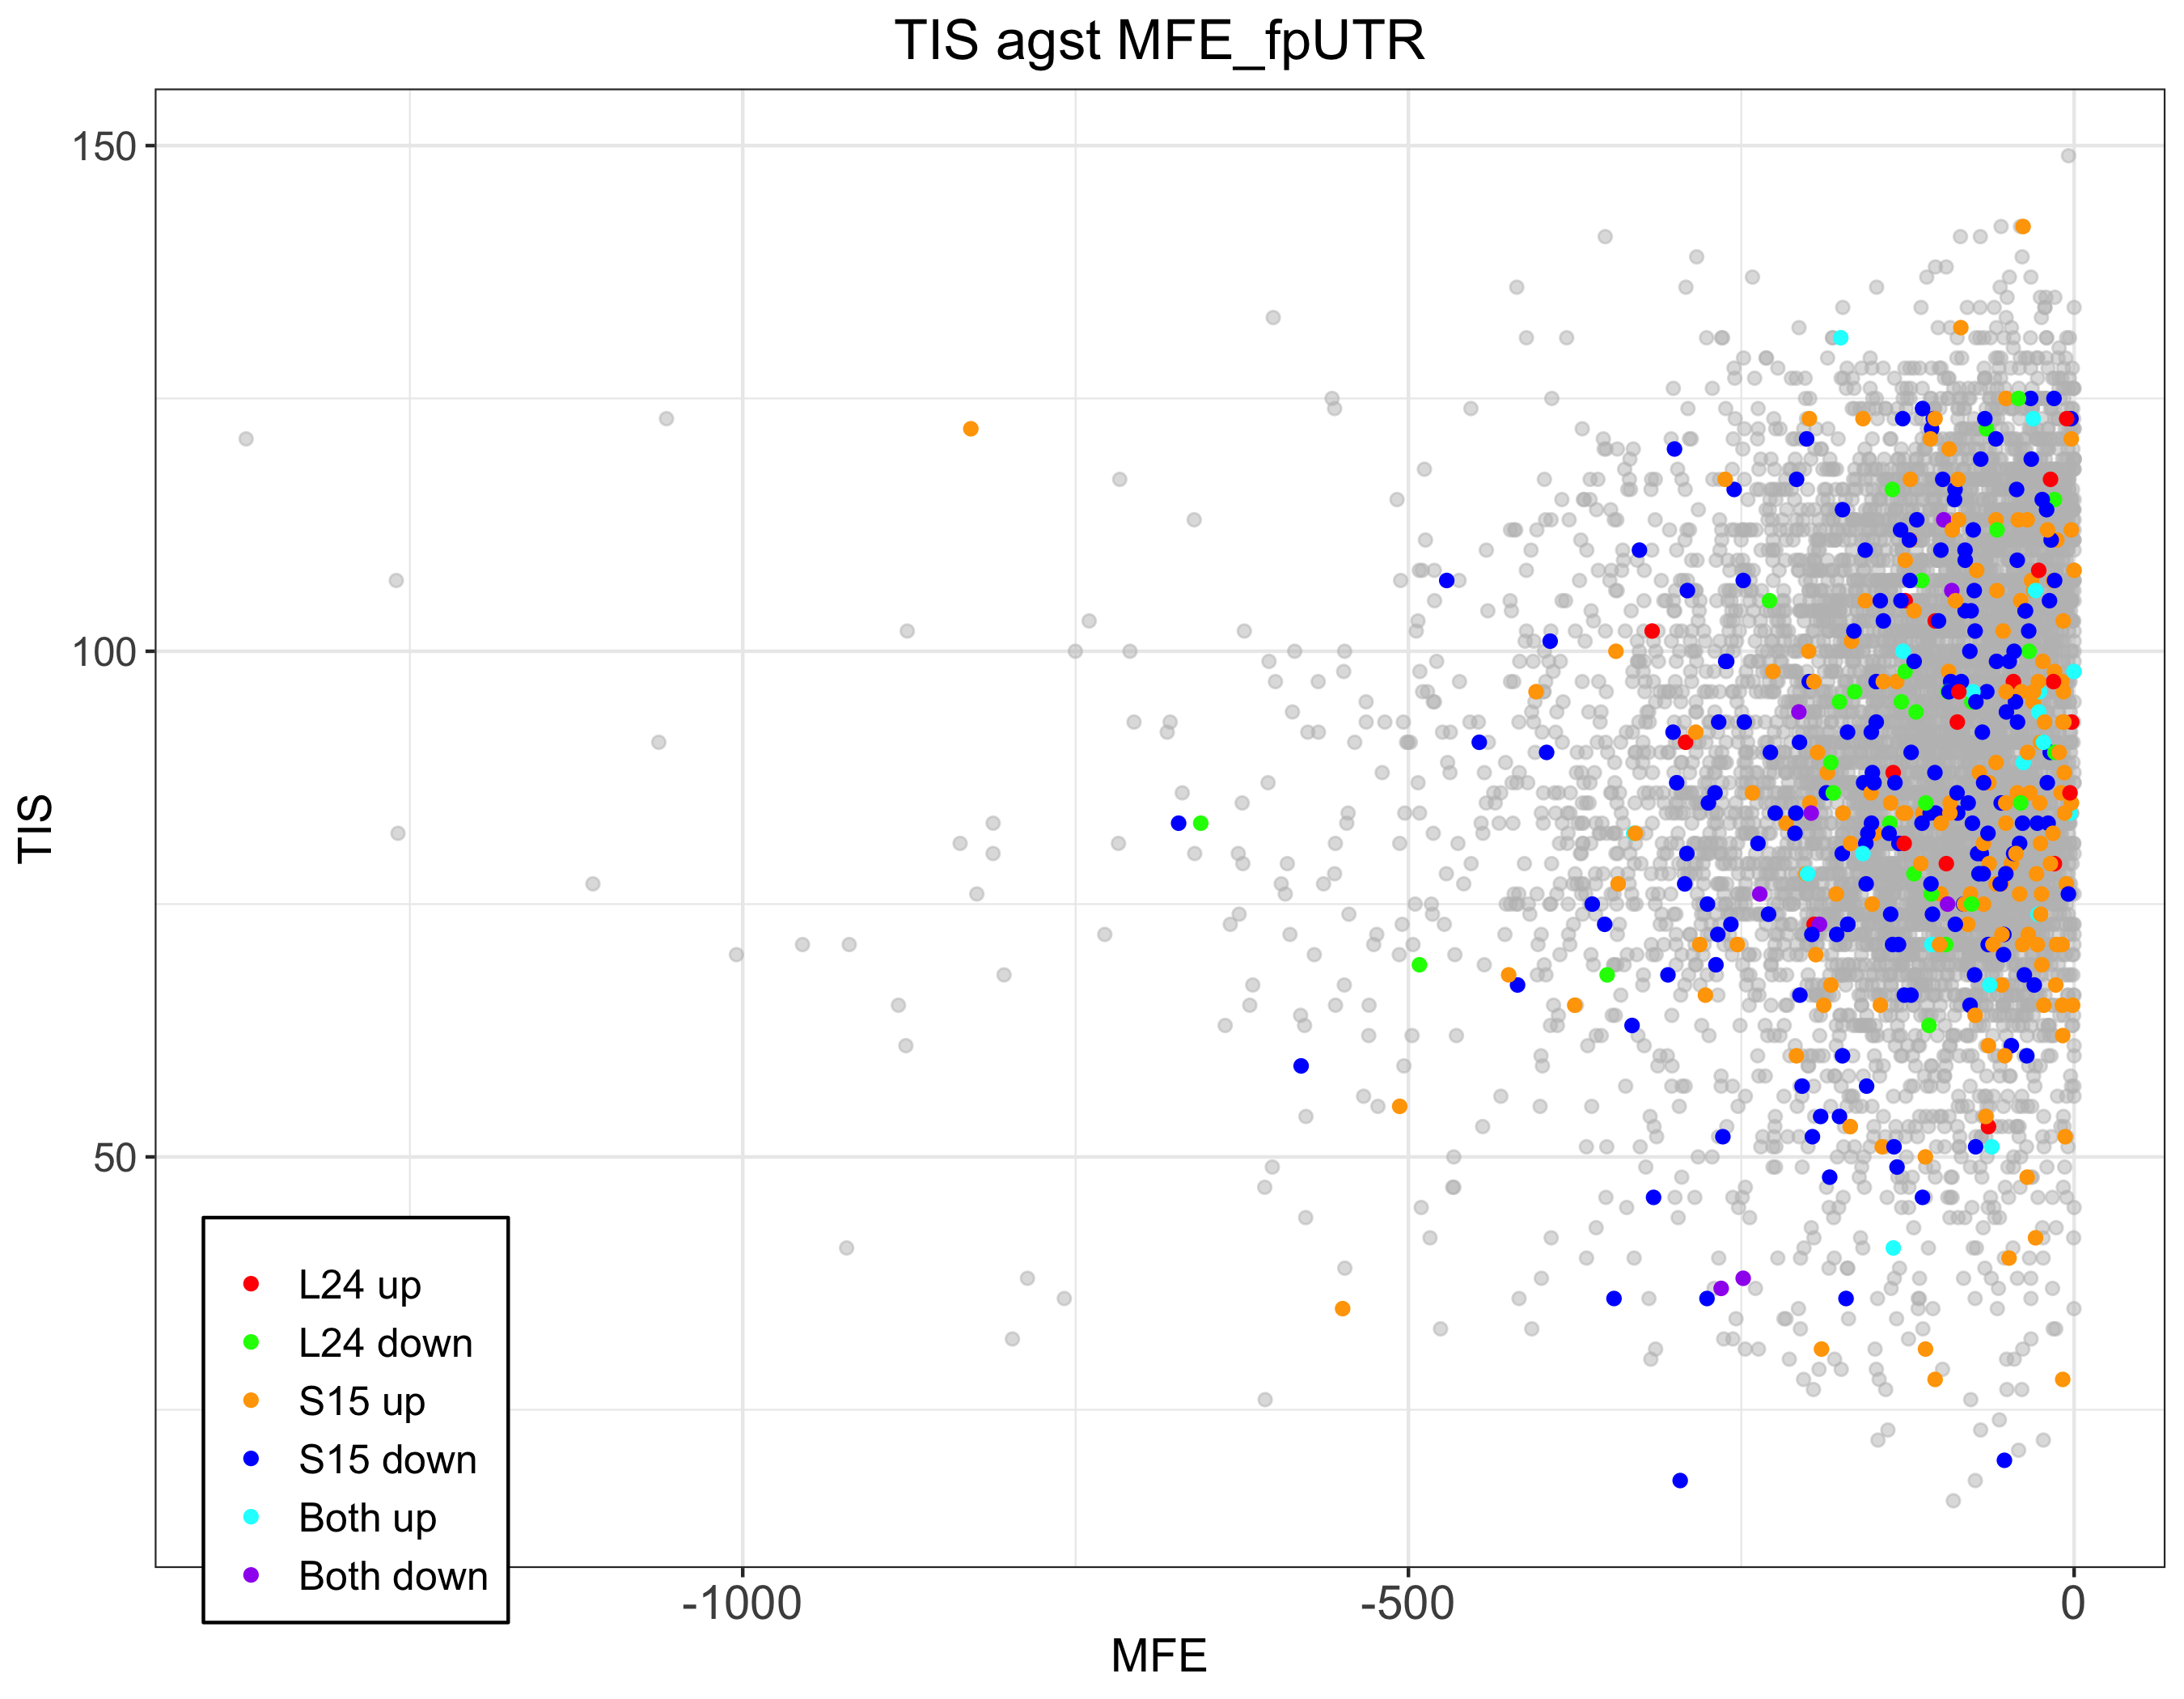 TIS agst MFE_fpUTR
150
100
50
TIS
L24 up
L24 down
S15 up
S15 down
Both up
Both down
-1000
-500
0
MFE